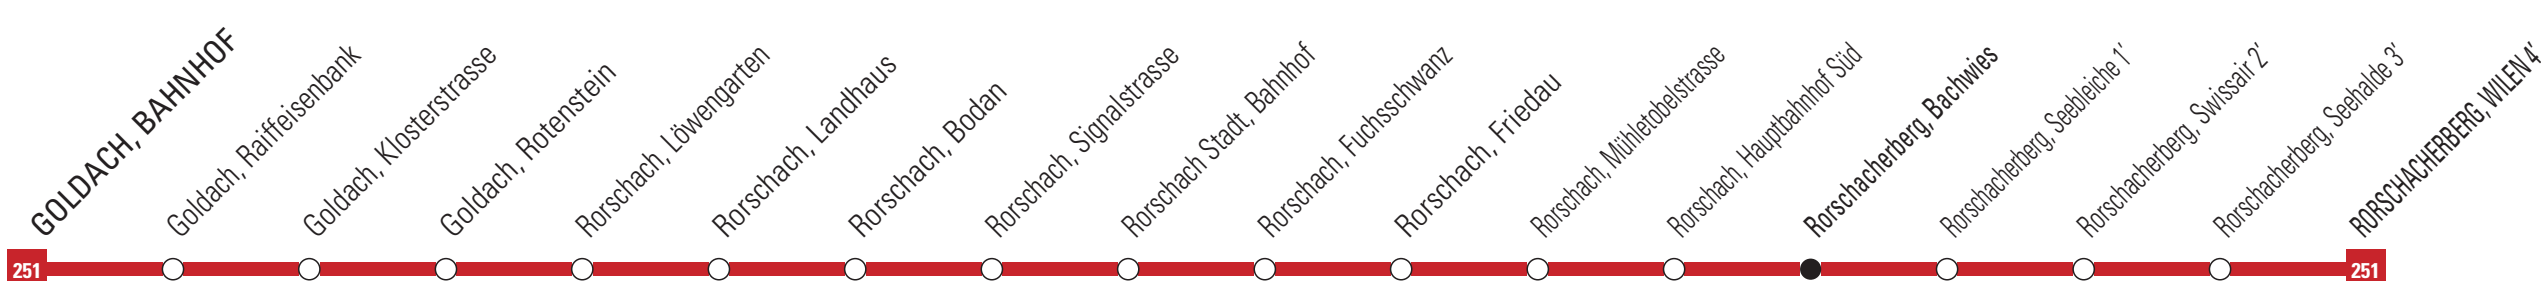 GOLDACH, BAHNHOF
Goldach, Raiffeisenbank
Goldach, Klosterstrasse
Goldach, Rotenstein
Rorschach, Löwengarten
Rorschach, Landhaus
Rorschach, Bodan
Rorschach, Signalstrasse
Rorschach Stadt, Bahnhof
Rorschach, Fuchsschwanz
Rorschach, Friedau
Rorschach, Mühletobelstrasse
Rorschach, Hauptbahnhof Süd
Rorschacherberg, Bachwies
Rorschacherberg, Seebleiche 1'
Rorschacherberg, Swissair 2'
Rorschacherberg, Seehalde 3'
RORSCHACHERBERG, WILEN 4'
251
251